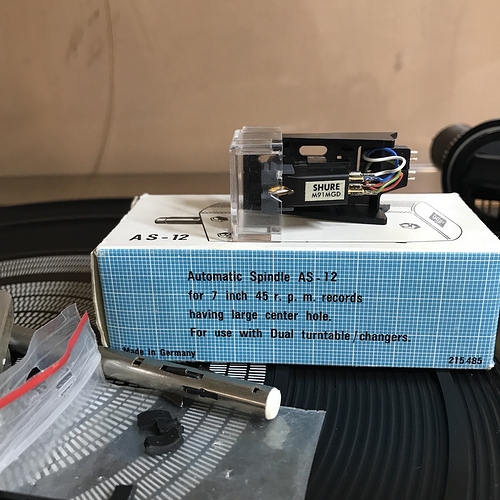 SHURE
M91MGD
AS-12
Automatic Spindle AS-12
for 7 inch 45 r. p. m. records
having large center hole.
For use with Dual turntable/changers.
Made in Germany
215 485